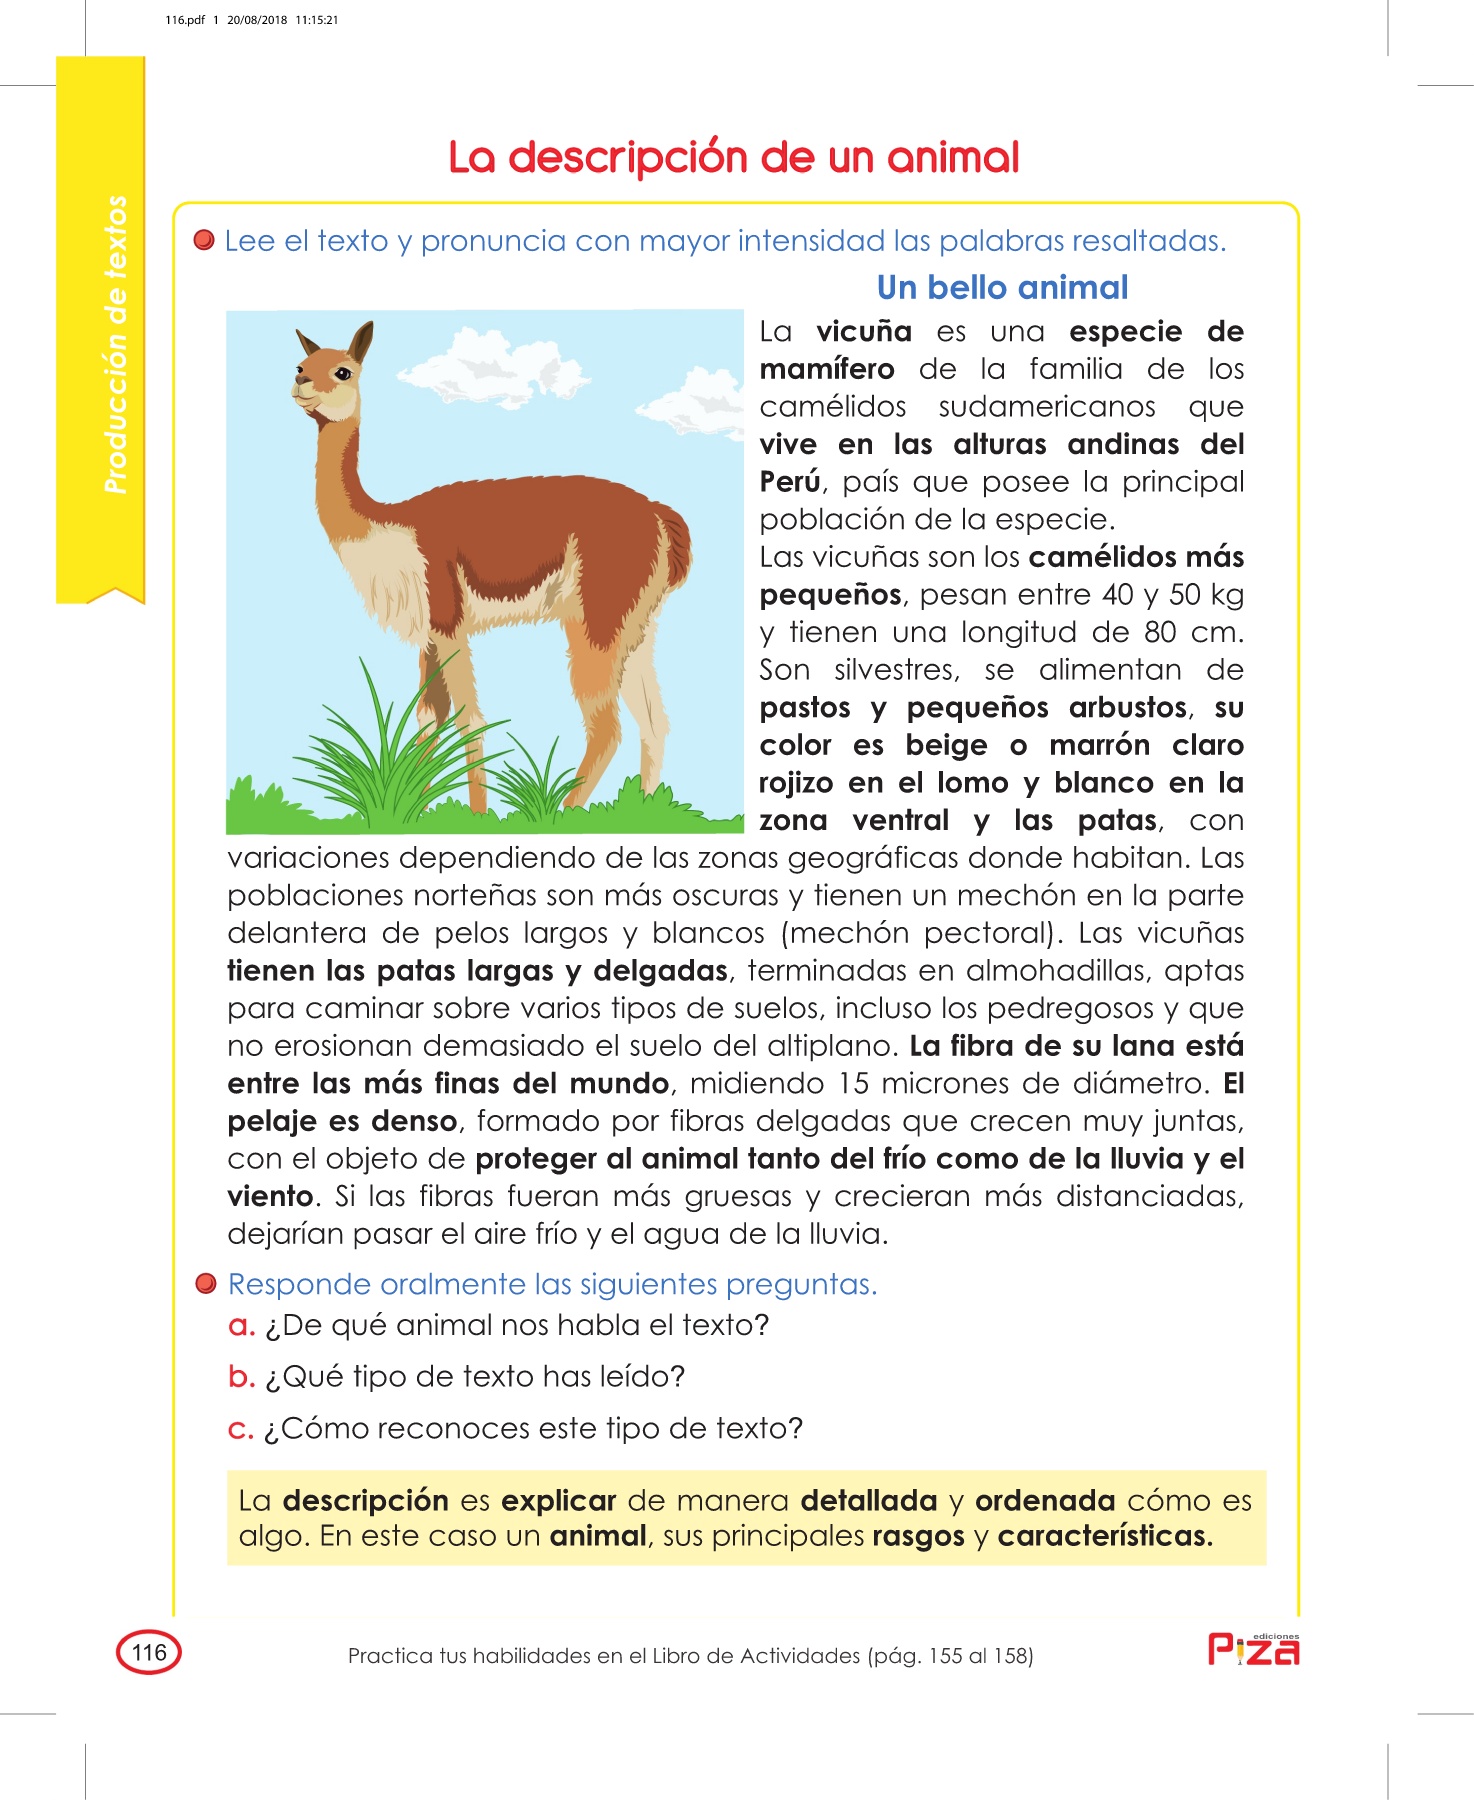 116.pdf 1 20/08/2018 11:15:21
Producción de textos
La descripción de un animal
Lee el texto y pronuncia con mayor intensidad las palabras resaltadas.
Un bello animal
La vicuña es una especie de
mamífero de la familia de los
camélidos sudamericanos que
vive en las alturas andinas del
Perú, país que posee la principal
población de la especie.
Las vicuñas son los camélidos más
pequeños, pesan entre 40 y 50 kg
y tienen una longitud de 80 cm.
Son silvestres, se alimentan de
pastos y pequeños arbustos, su
color es beige o marrón claro
rojizo en el lomo y blanco en la
zona ventral y las patas, con
variaciones dependiendo de las zonas geográficas donde habitan. Las
poblaciones norteñas son más oscuras y tienen un mechón en la parte
delantera de pelos largos y blancos (mechón pectoral). Las vicuñas
tienen las patas largas y delgadas, terminadas en almohadillas, aptas
para caminar sobre varios tipos de suelos, incluso los pedregosos y que
no erosionan demasiado el suelo del altiplano. La fibra de su lana está
entre las más finas del mundo, midiendo 15 micrones de diámetro. El
pelaje es denso, formado por fibras delgadas que crecen muy juntas,
con el objeto de proteger al animal tanto del frío como de la lluvia y el
viento. Si las fibras fueran más gruesas y crecieran más distanciadas,
dejarían pasar el aire frío y el agua de la lluvia.
Responde oralmente las siguientes preguntas.
a. ¿De qué animal nos habla el texto?
b. ¿Qué tipo de texto has leído?
c. ¿Cómo reconoces este tipo de texto?
La descripción es explicar de manera detallada y ordenada cómo es
algo. En este caso un animal, sus principales rasgos y características.
116
Practica tus habilidades en el Libro de Actividades (pág. 155 al 158)
ediciones
Piza